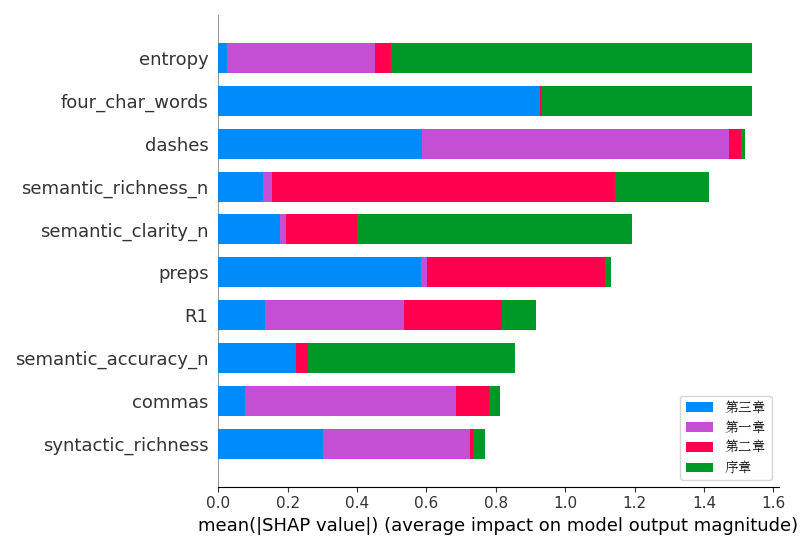 entropy
four_char_words
dashes
semantic_richness_n
semantic_clarity_n
preps
R1
semantic_accuracy_n
commas
syntactic_richness
第三章
第一章
第二章
序章
0.0 0.2 0.4 0.6 0.8 1.0 1.2 1.4 1.6
mean(|SHAP value|) (average impact on model output magnitude)